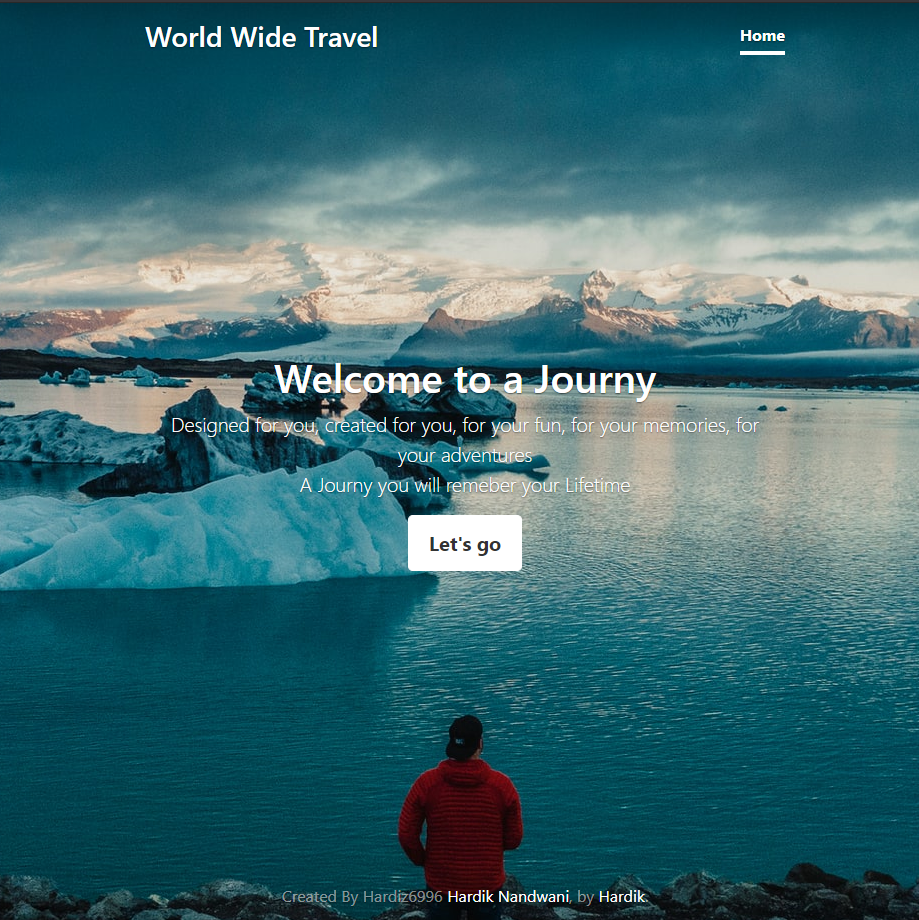 World Wide Travel
Home
Welcome to a Journy
Designed for you, created for you, for your fun, for your memories, for
your adventures
A Journy you will remeber your Lifetime
Let's go
Created By Hardiz6996 Hardik Nandwani, by Hardik.